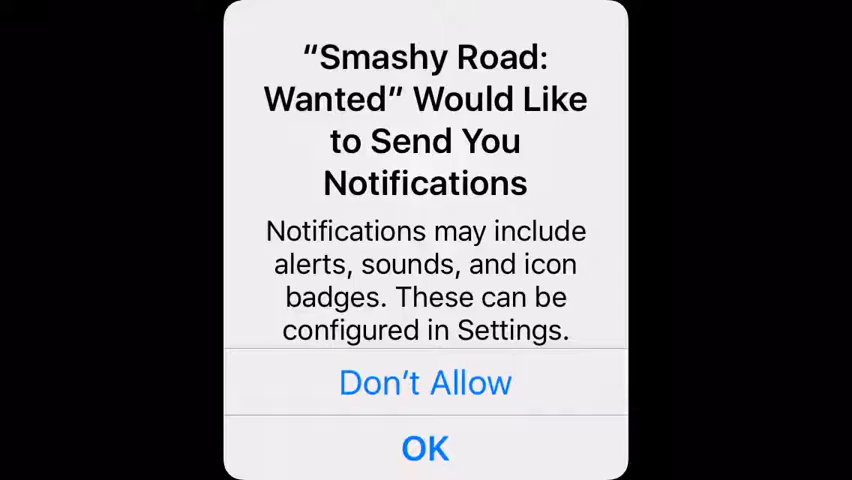 “Smashy Road:
Wanted” Would Like
to Send You
Notifications
Notifications may include
alerts, sounds, and icon
badges. These can be
configured in Settings.
Don’t Allow
OK